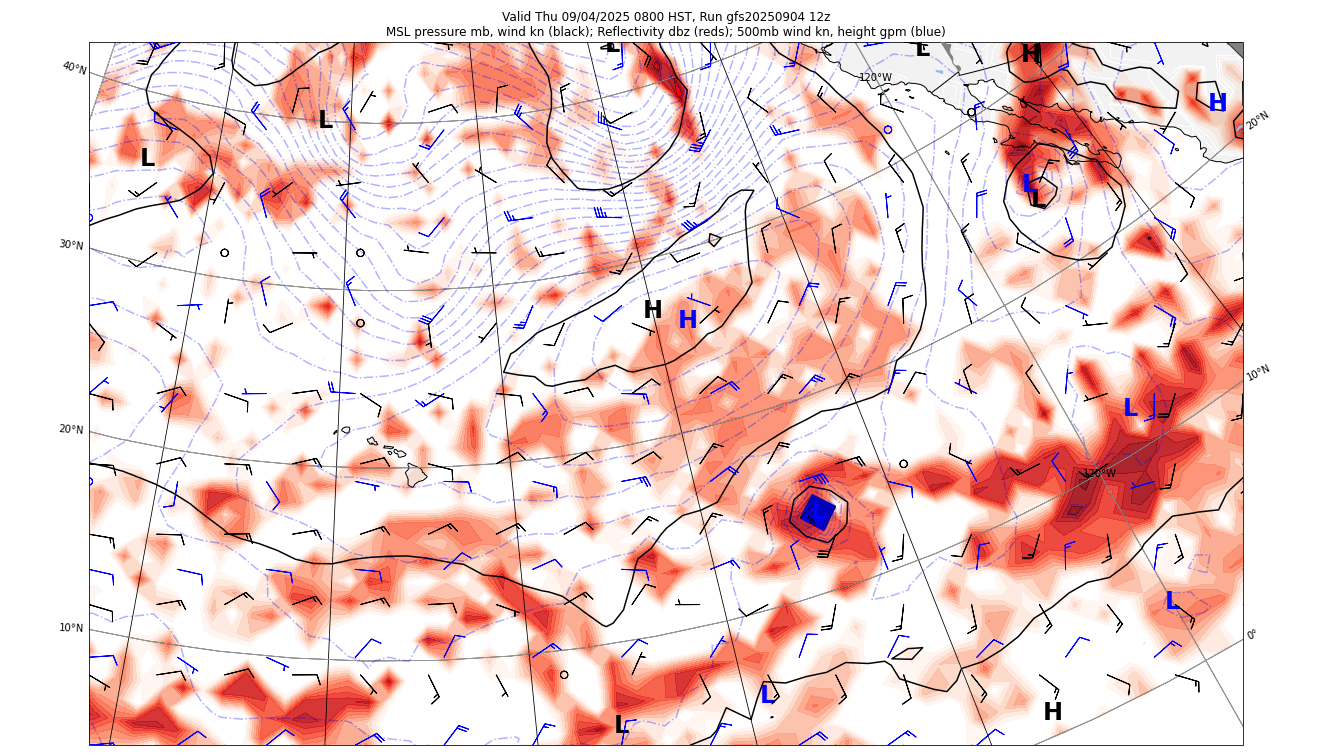 Valid Thu 09/04/2025 0800 HST, Run gfs20250904 12z
MSL pressure mb, wind kn (black); Reflectivity dbz (reds); 500mb wind kn, height gpm (blue)
L
L
H
40°N
120°W
H
20°N
L
L
L
L
30°N
H
H
10°N
L
20°N
120°W
L
10°N
0°
L
H
L